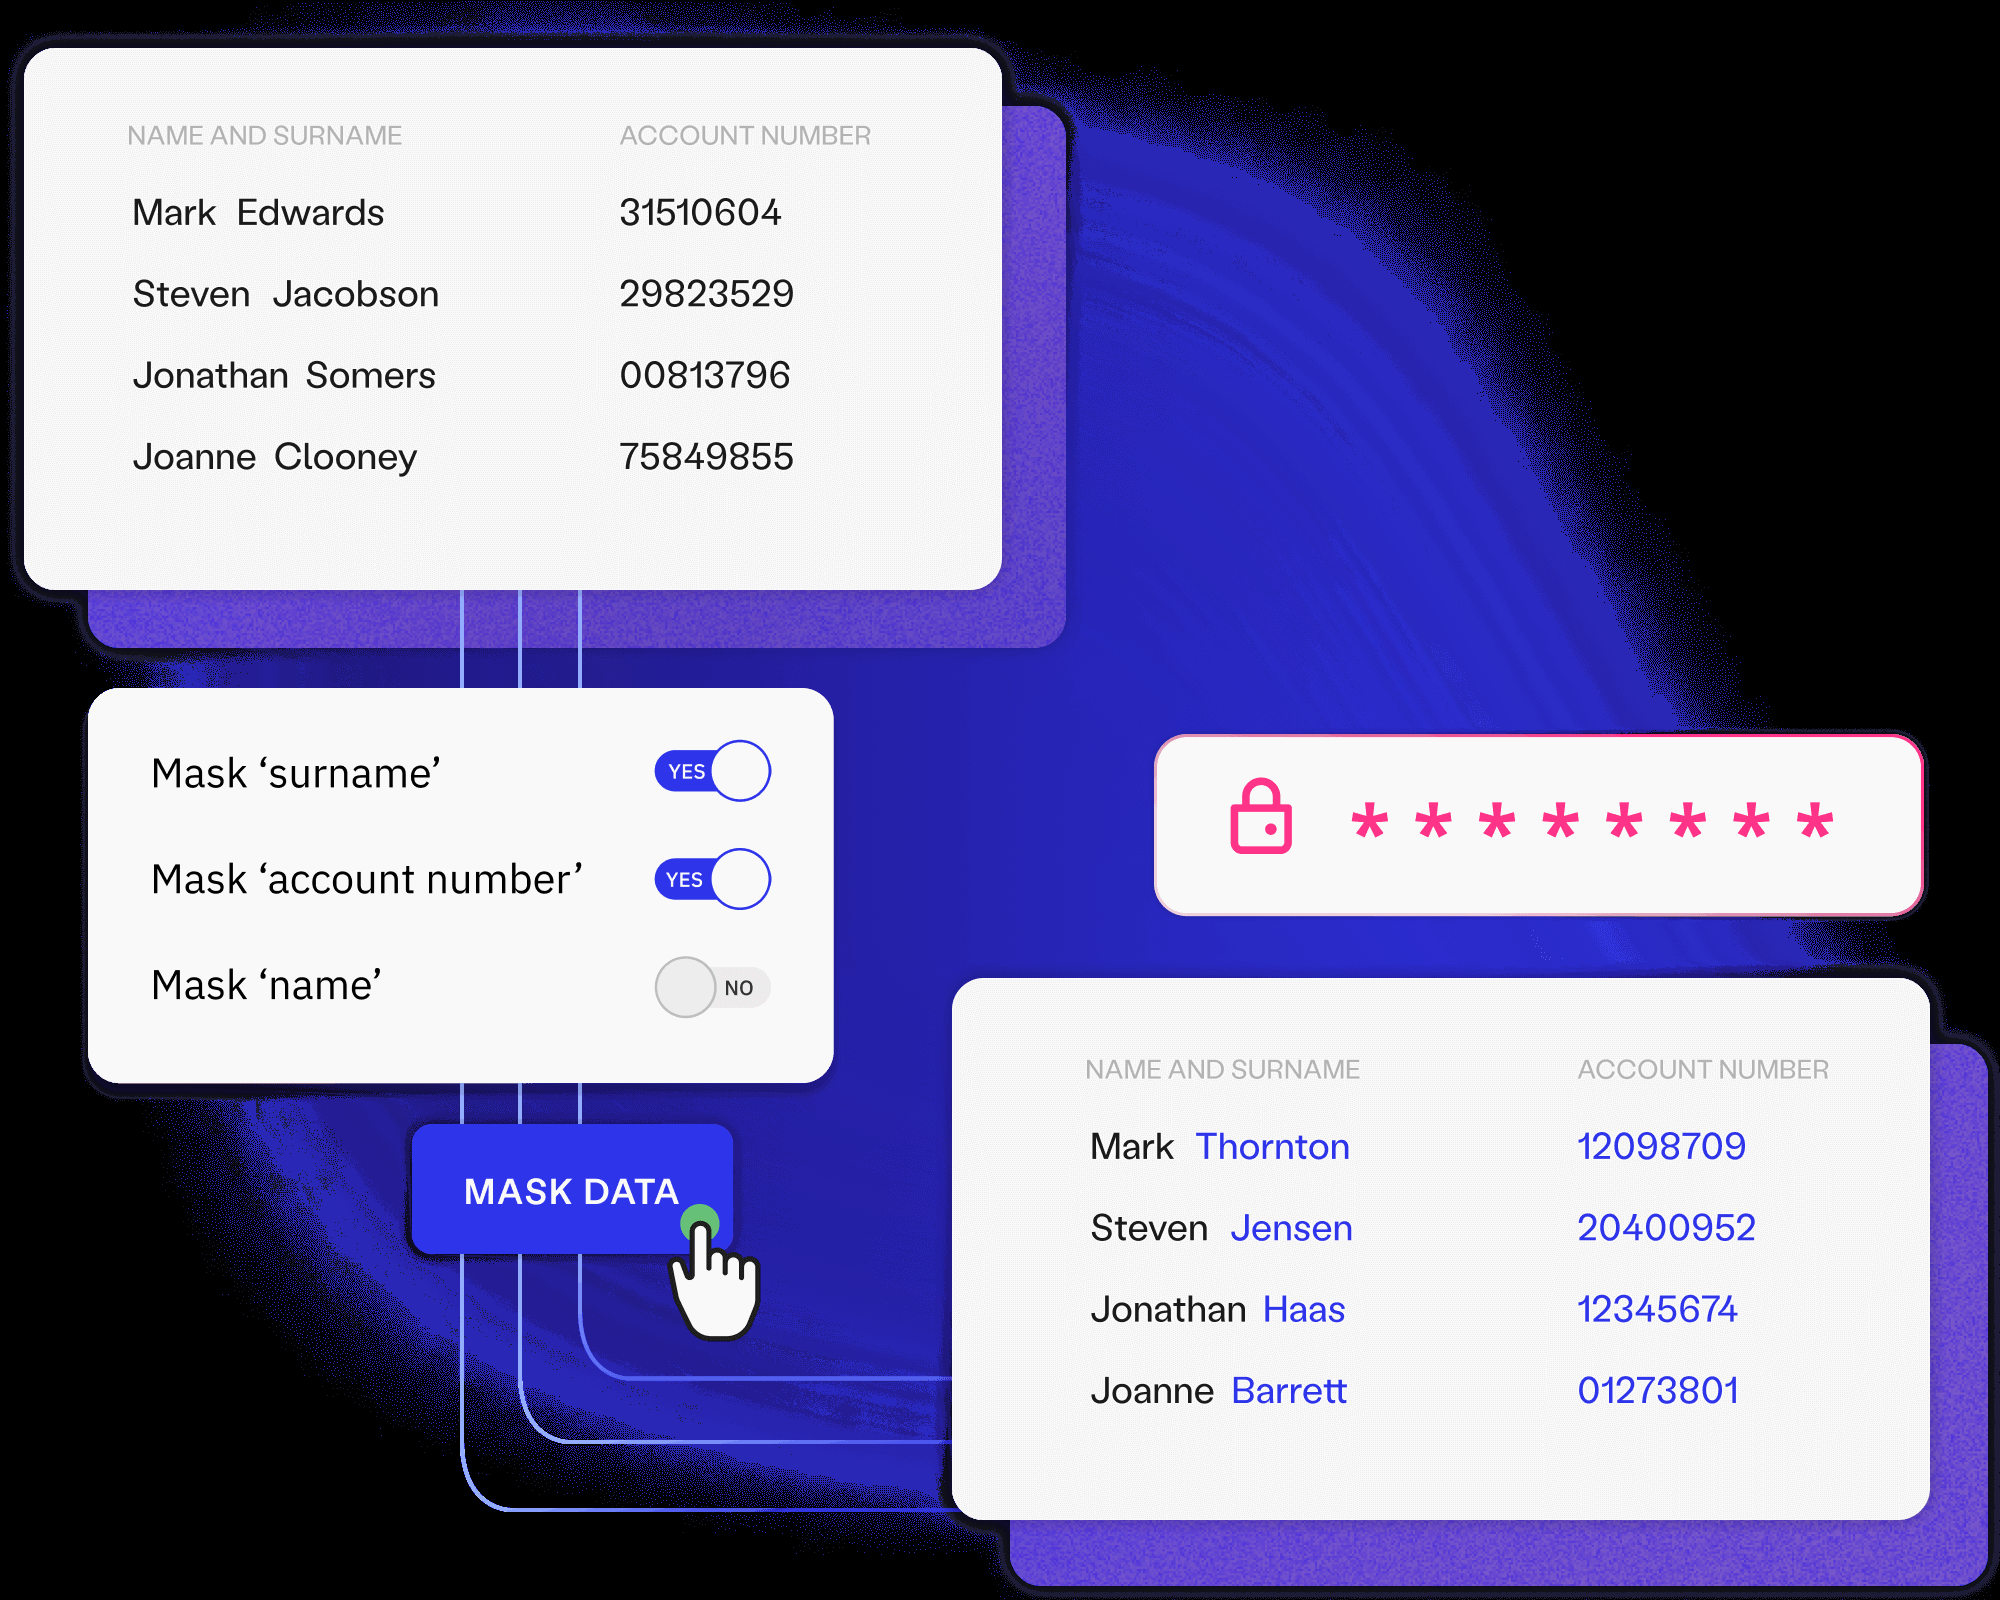 NAME AND SURNAME ACCOUNT NUMBER
Mark Edwards 31510604
Steven Jacobson 29823529
Jonathan Somers 00813796
Joanne Clooney 75849855
Mask ‘surname’ YES
Mask ‘account number’ YES
Mask ‘name’ NO
MASK DATA
* * * * * * * *
NAME AND SURNAME ACCOUNT NUMBER
Mark Thornton 12098709
Steven Jensen 20400952
Jonathan Haas 12345674
Joanne Barrett 01273801